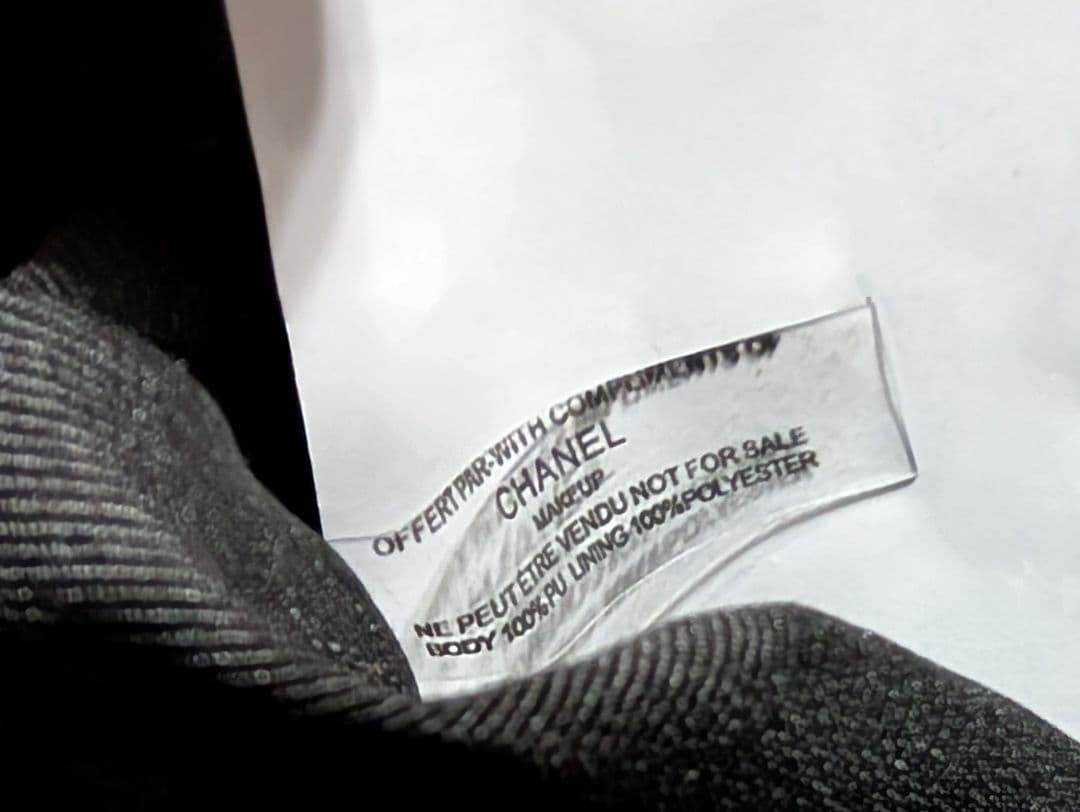 OFFERT PAR-WITH COMPLIMENTS OF
CHANEL
MAKEUP
NE PEUT ÊTRE VENDU NOT FOR SALE
BODY 100%PU LINING 100%POLYESTER